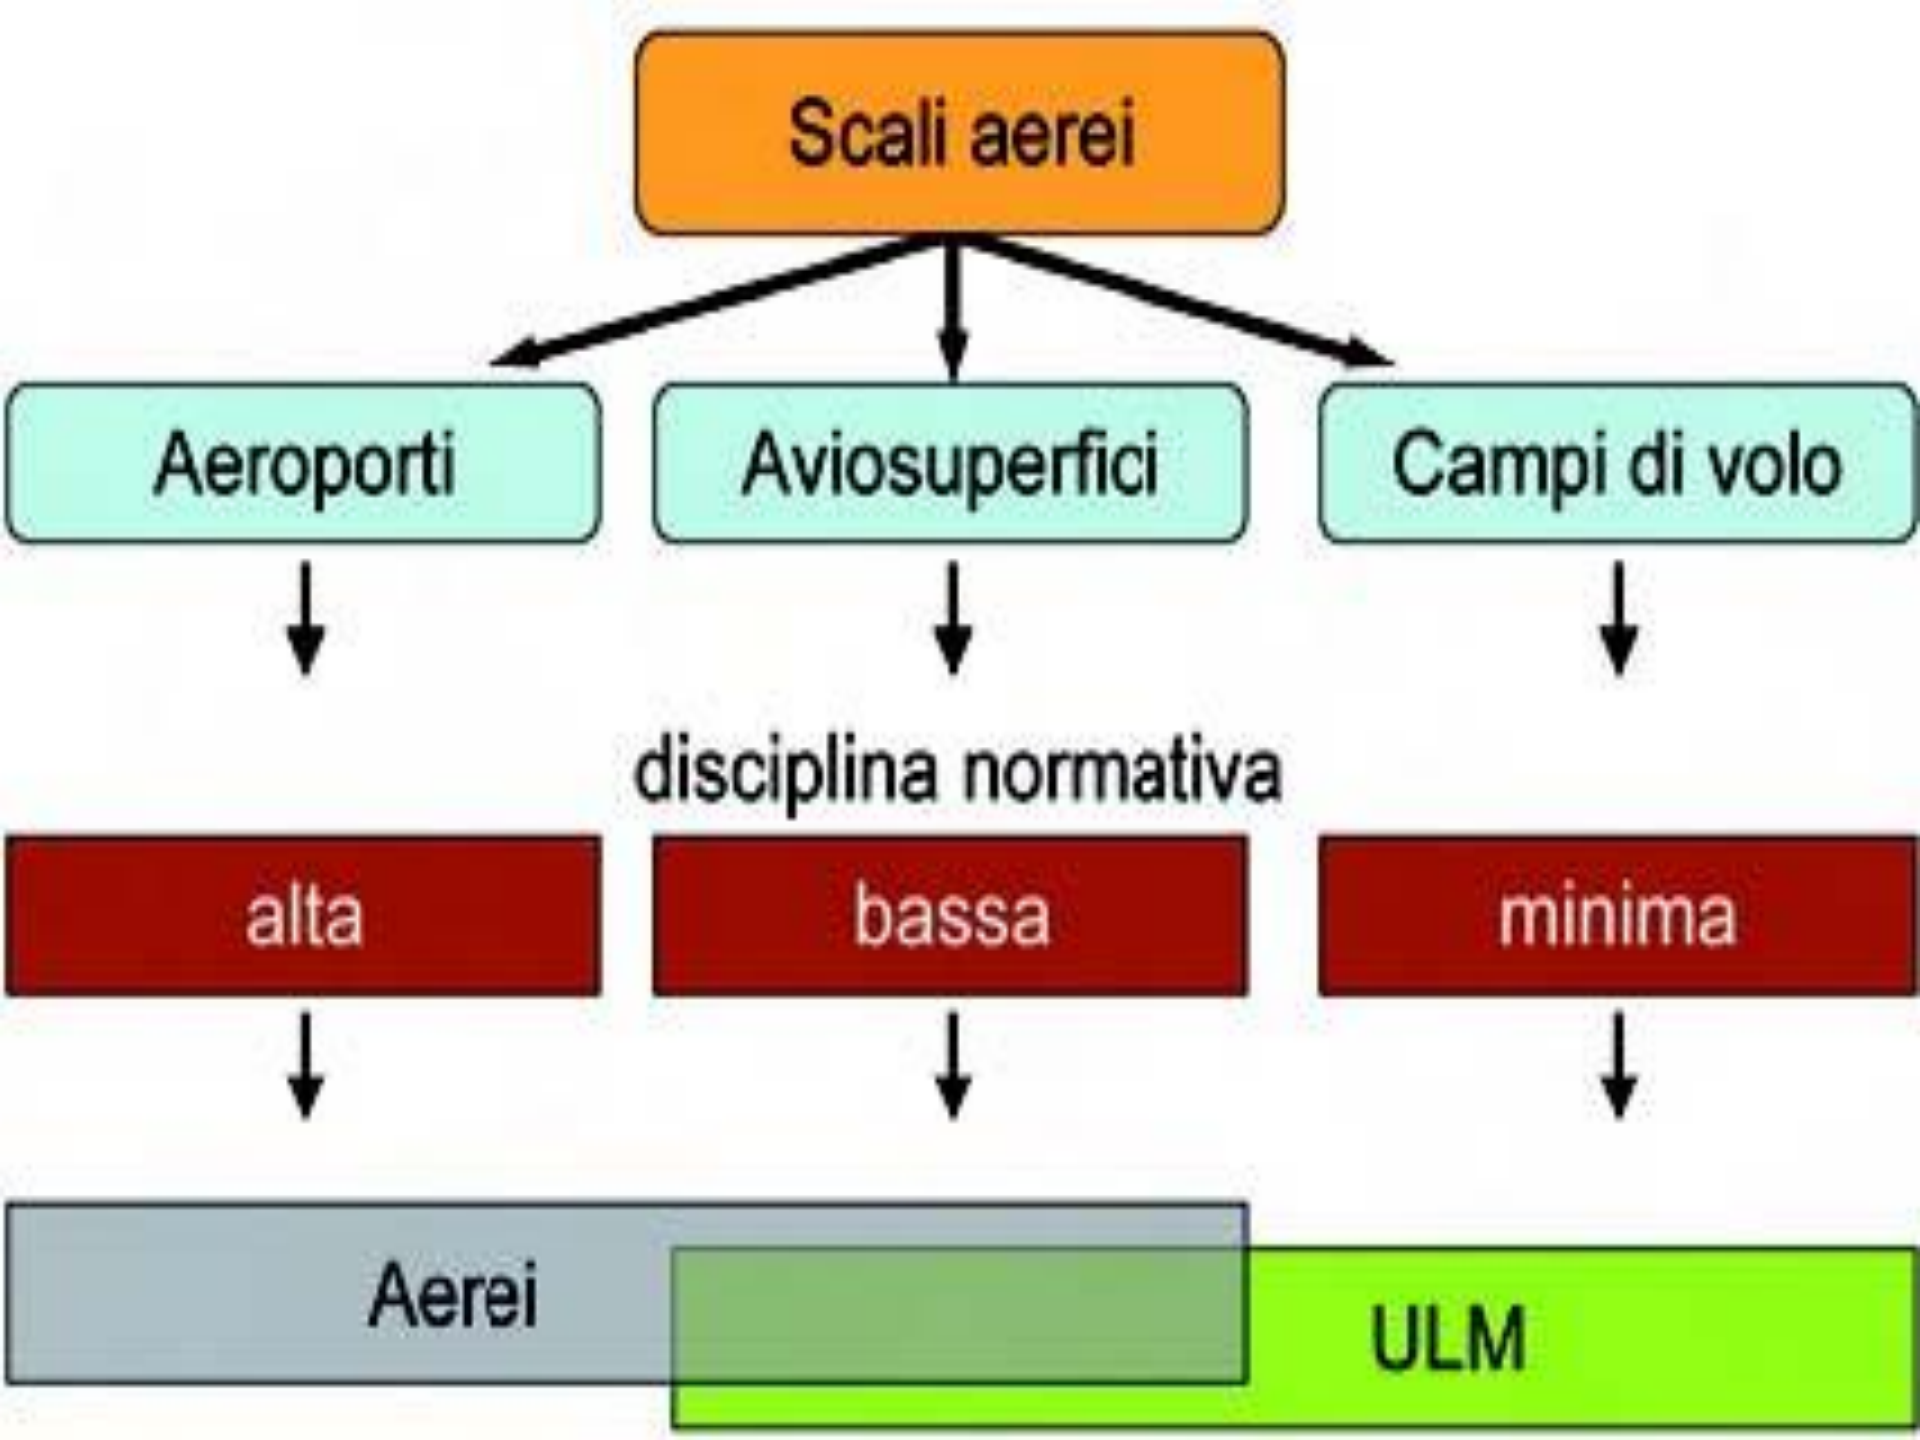 Scali aerei
Aeroporti
Aviosuperfici
Campi di volo
disciplina normativa
alta
bassa
minima
Aerei
ULM